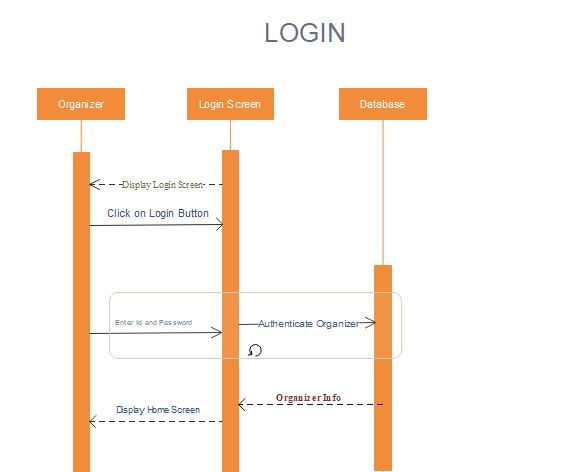 LOGIN
Organizer
Login Screen
Database
Display Login Screen
Click on Login Button
Enter Id and Password
Authenticate Organizer
Organizer Info
Display Home Screen